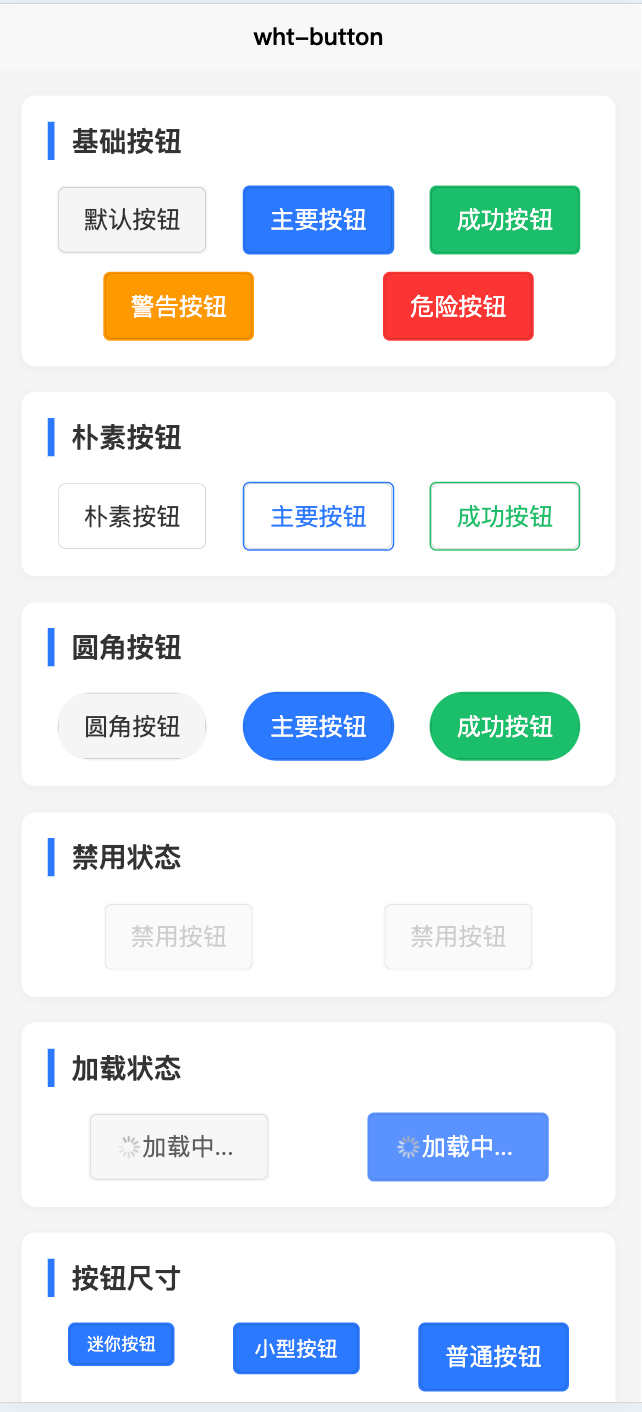 wht-button
基础按钮
默认按钮 主要按钮 成功按钮
警告按钮 危险按钮
朴素按钮
朴素按钮 主要按钮 成功按钮
圆角按钮
圆角按钮 主要按钮 成功按钮
禁用状态
禁用按钮 禁用按钮
加载状态
加载中... 加载中...
按钮尺寸
迷你按钮 小型按钮 普通按钮